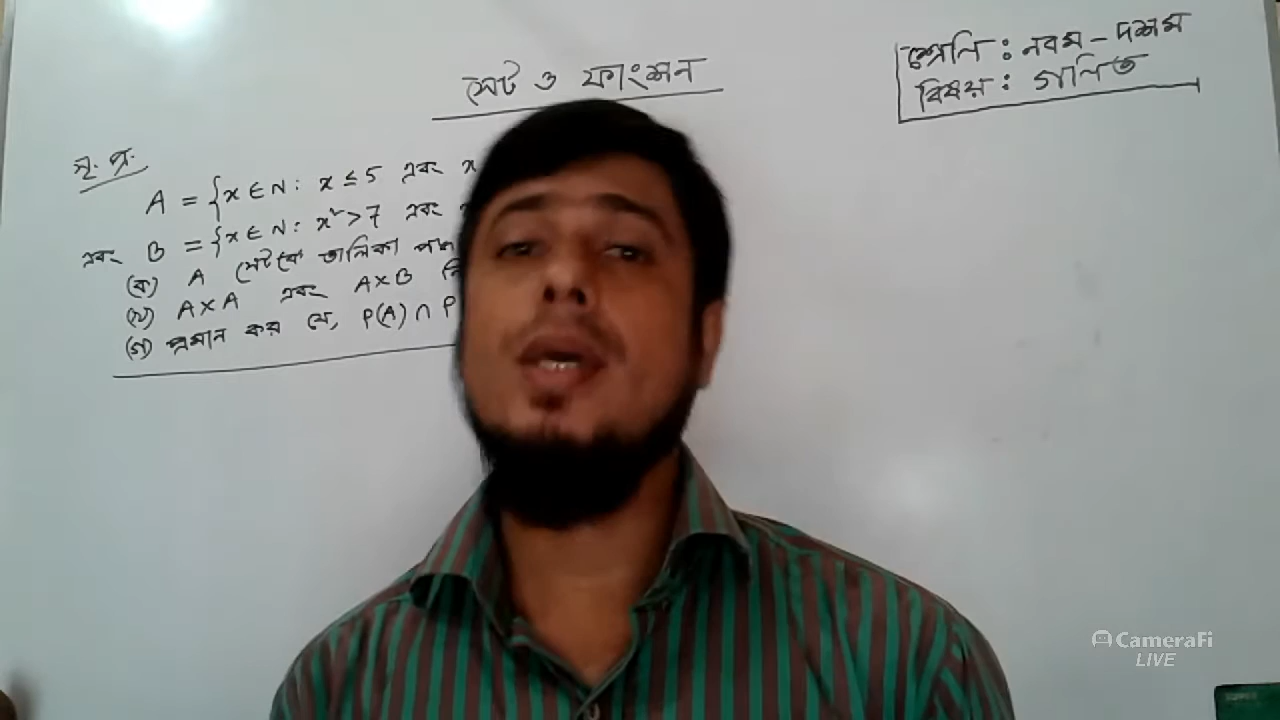 সেট ও ফাংশন
শ্রেণি : নবম - দশম
বিষয় : গণিত
সৃ. প্র.
A = {x ∈ N : x ≤ 5 এবং x
এবং B = {x ∈ N : x² > 7 এবং
(ক) A সেটকে তালিকা
(খ) A×A এবং A×B
(গ) প্রমান কর যে, P(A) ∩ P
CameraFi
LIVE